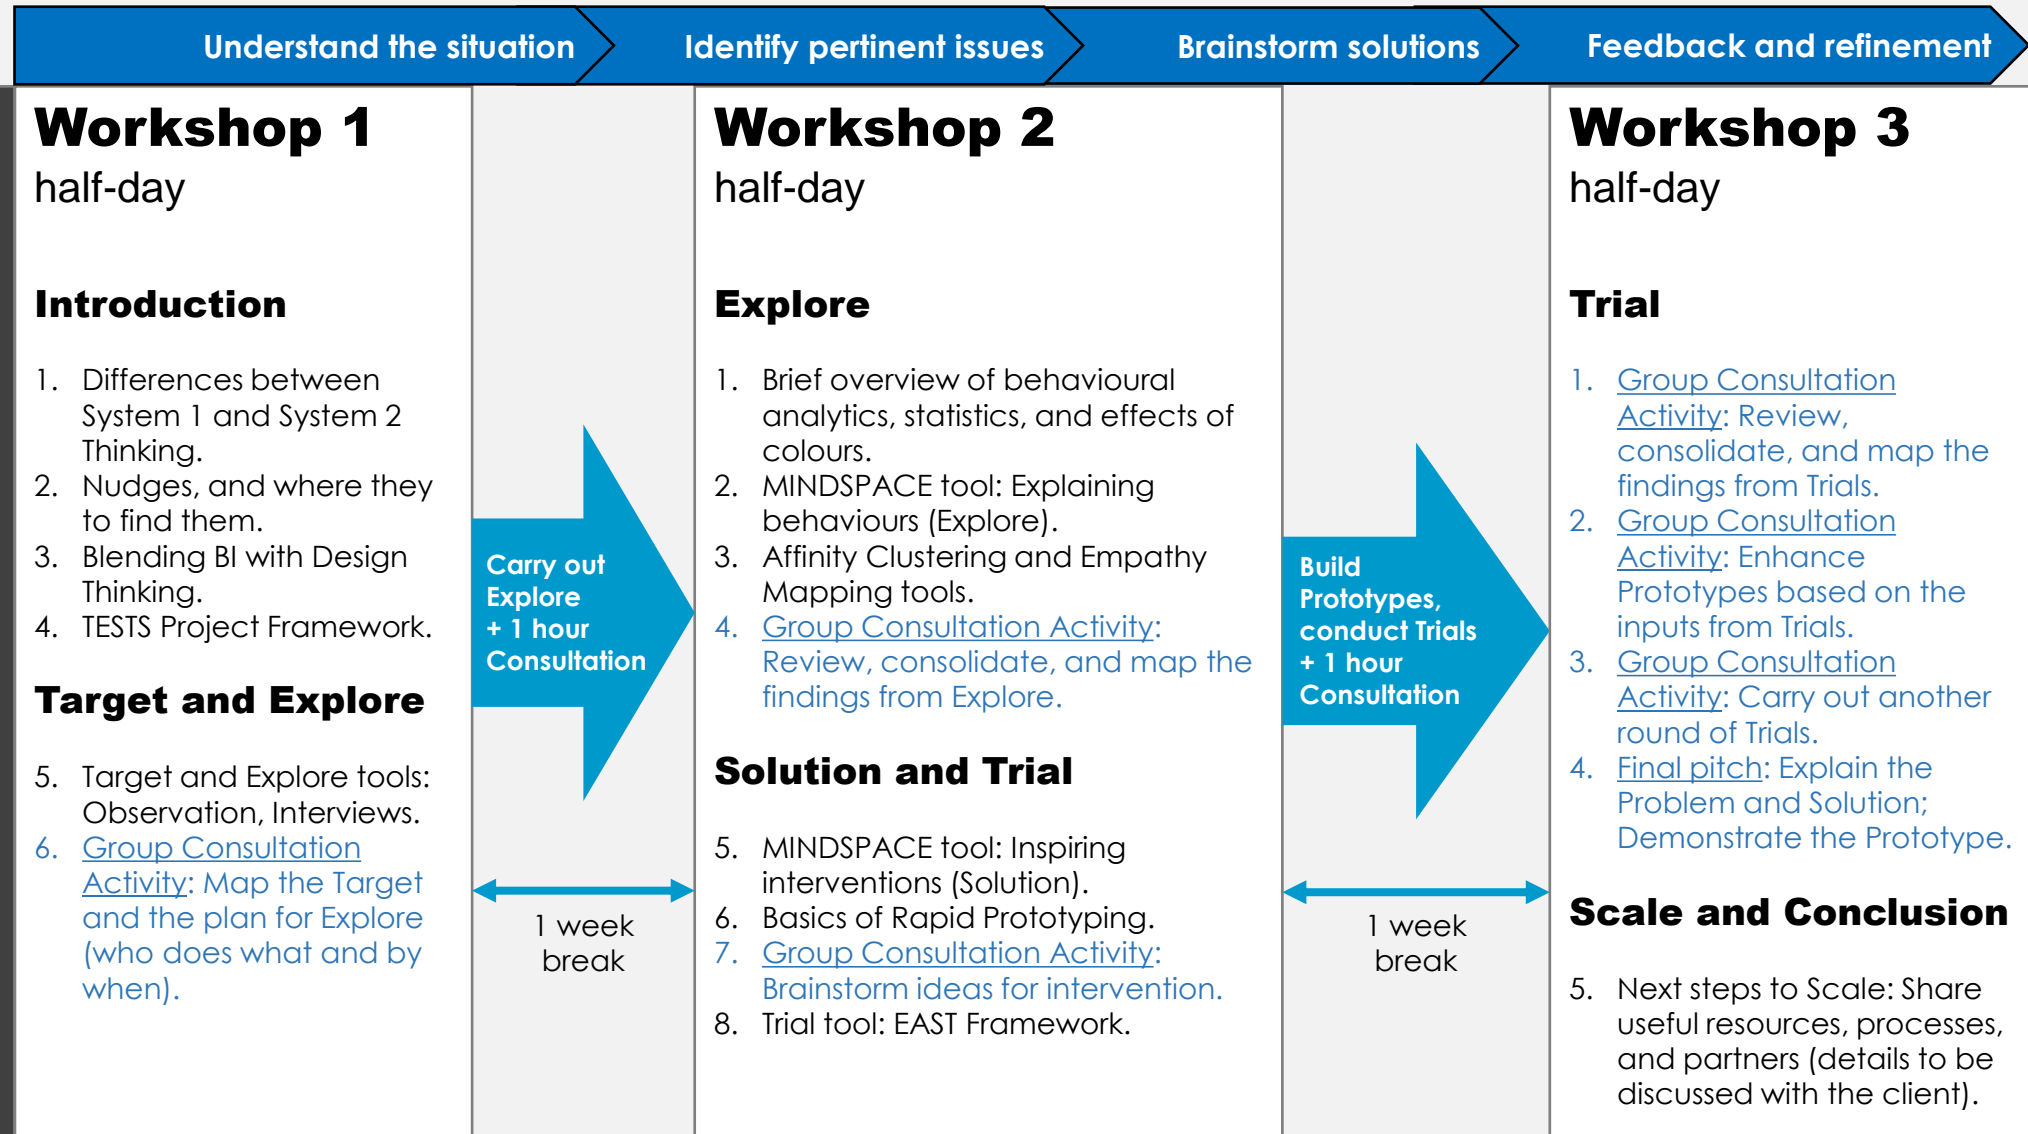 Understand the situation
Identify pertinent issues
Brainstorm solutions
Feedback and refinement
Workshop 1
half-day
Introduction
1. Differences between
System 1 and System 2
Thinking.
2. Nudges, and where they
to find them.
3. Blending BI with Design
Thinking.
4. TESTS Project Framework.
Target and Explore
5. Target and Explore tools:
Observation, Interviews.
6. Group Consultation
Activity: Map the Target
and the plan for Explore
(who does what and by
when).
Carry out
Explore
+ 1 hour
Consultation
1 week
break
Workshop 2
half-day
Explore
1. Brief overview of behavioural
analytics, statistics, and effects of
colours.
2. MINDSPACE tool: Explaining
behaviours (Explore).
3. Affinity Clustering and Empathy
Mapping tools.
4. Group Consultation Activity:
Review, consolidate, and map the
findings from Explore.
Solution and Trial
5. MINDSPACE tool: Inspiring
interventions (Solution).
6. Basics of Rapid Prototyping.
7. Group Consultation Activity:
Brainstorm ideas for intervention.
8. Trial tool: EAST Framework.
Build
Prototypes,
conduct Trials
+ 1 hour
Consultation
1 week
break
Workshop 3
half-day
Trial
1. Group Consultation
Activity: Review,
consolidate, and map the
findings from Trials.
2. Group Consultation
Activity: Enhance
Prototypes based on the
inputs from Trials.
3. Group Consultation
Activity: Carry out another
round of Trials.
4. Final pitch: Explain the
Problem and Solution;
Demonstrate the Prototype.
Scale and Conclusion
5. Next steps to Scale: Share
useful resources, processes,
and partners (details to be
discussed with the client).